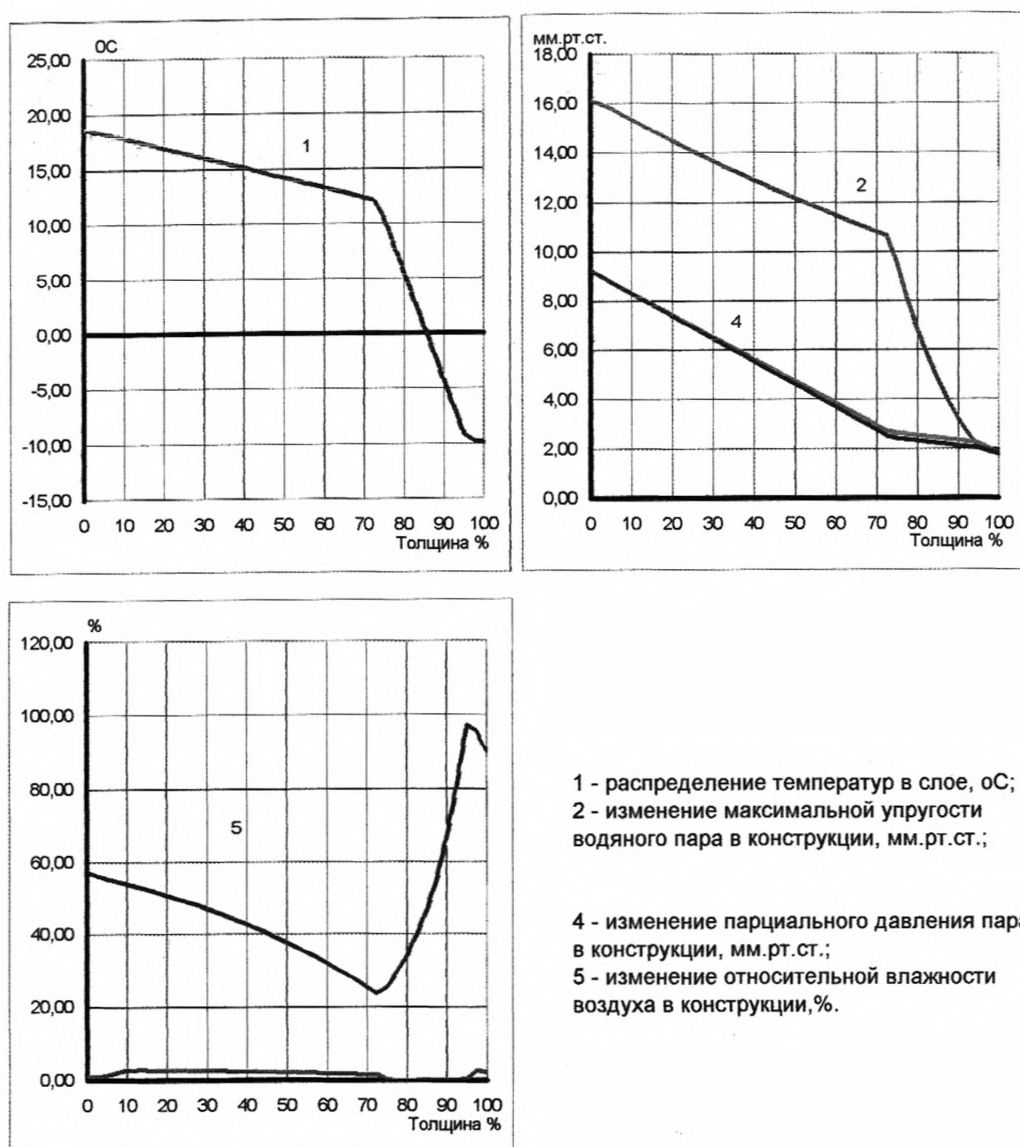 ОС
25,00
20,00
15,00
10,00
5,00
0,00
-5,00
-10,00
-15,00
1
0 10 20 30 40 50 60 70 80 90 100
Толщина %
мм.рт.ст.
18,00
16,00
14,00
12,00
10,00
8,00
6,00
4,00
2,00
0,00
2
4
0 10 20 30 40 50 60 70 80 90 100
Толщина %
%
120,00
100,00
80,00
60,00
40,00
20,00
0,00
5
0 10 20 30 40 50 60 70 80 90 100
Толщина %
1 - распределение температур в слое, оС;
2 - изменение максимальной упругости
водяного пара в конструкции, мм.рт.ст.;
4 - изменение парциального давления пара
в конструкции, мм.рт.ст.;
5 - изменение относительной влажности
воздуха в конструкции,%.